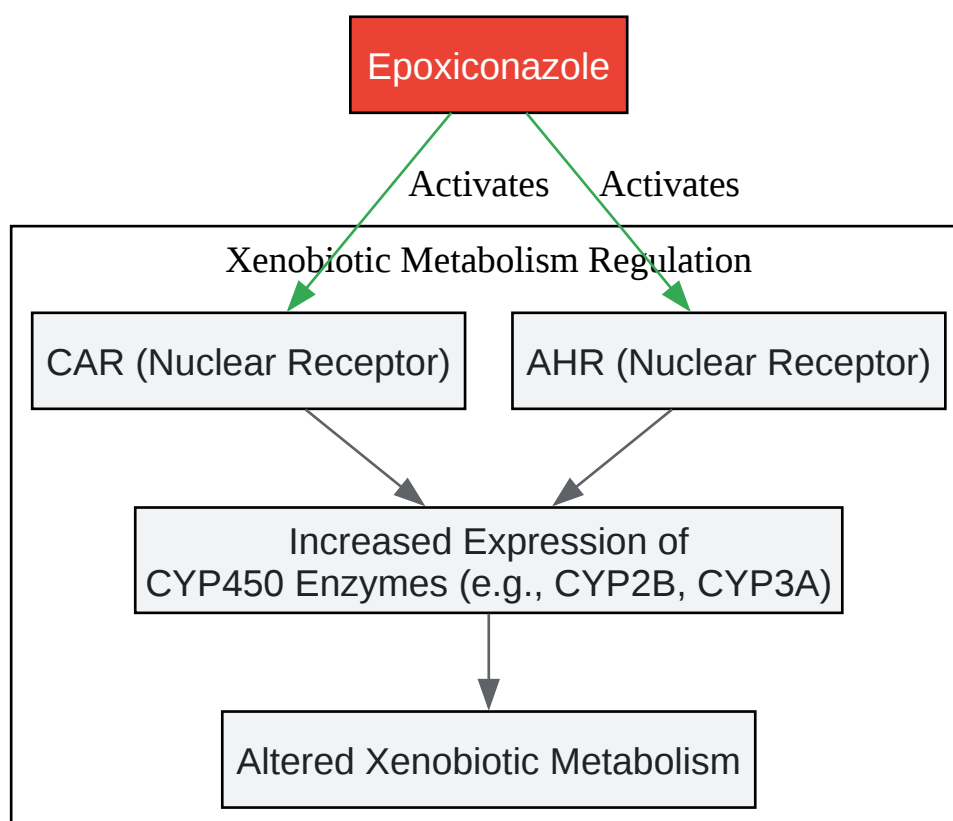 Epoxiconazole
Activates
Activates
Xenobiotic Metabolism Regulation
CAR (Nuclear Receptor)
AHR (Nuclear Receptor)
Increased Expression of
CYP450 Enzymes (e.g., CYP2B, CYP3A)
Altered Xenobiotic Metabolism